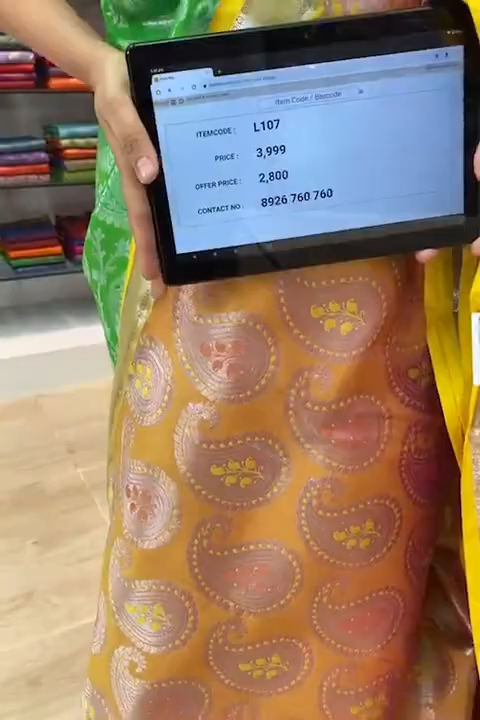 Item Code / Barcode
ITEMCODE : L107
PRICE : 3,999
OFFER PRICE : 2,800
CONTACT NO : 8926 760 760